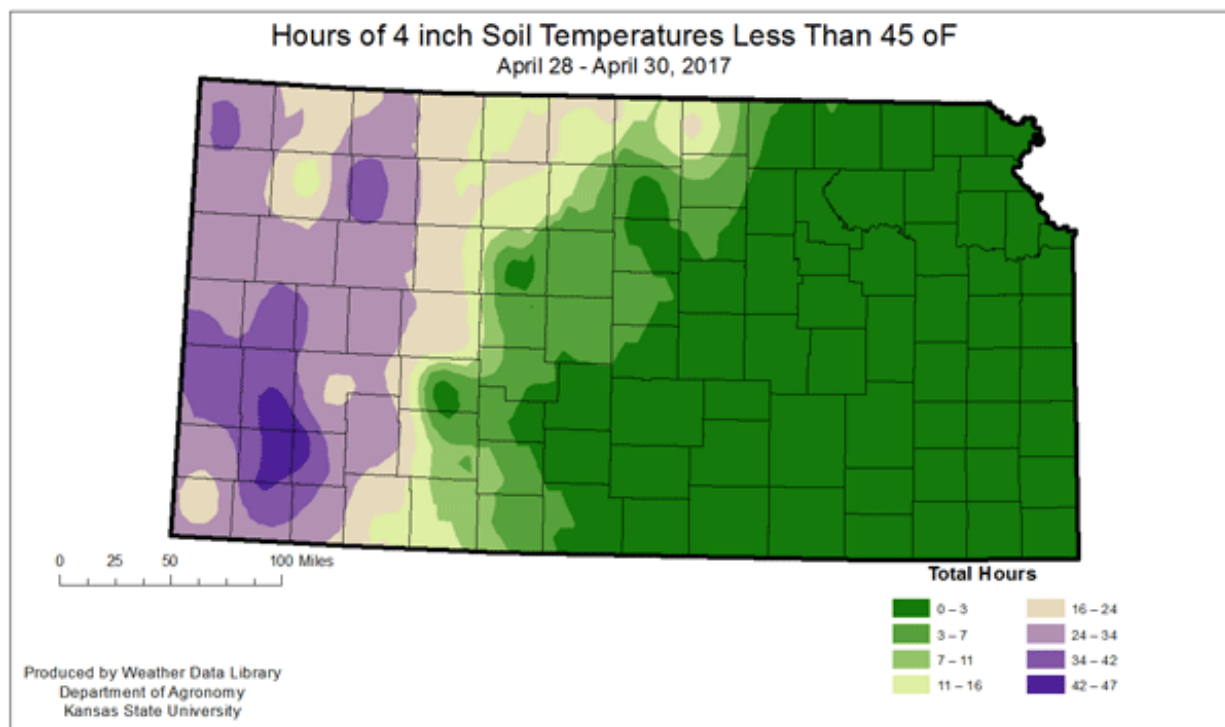 Hours of 4 inch Soil Temperatures Less Than 45 oF
April 28 - April 30, 2017
0 25 50 100 Miles
Total Hours
0 – 3 16 – 24
3 – 7 24 – 34
7 – 11 34 – 42
11 – 16 42 – 47
Produced by Weather Data Library
Department of Agronomy
Kansas State University